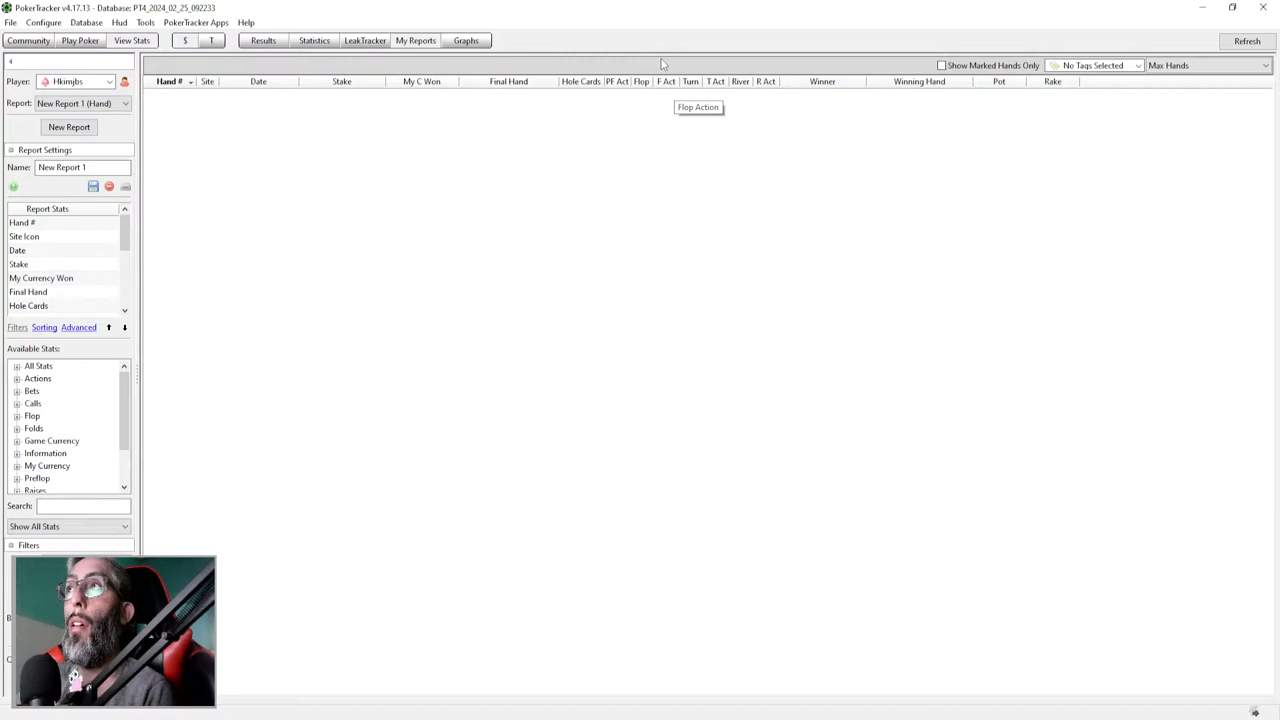 PokerTracker v4.17.13 - Database: PT4_2024_02_25_092233
File Configure Database Hud Tools PokerTracker Apps Help
Community Play Poker View Stats $ T Results Statistics LeakTracker My Reports Graphs Refresh
Player: Hkimjbs
Show Marked Hands Only No Tags Selected Max Hands
Hand # Site Date Stake My C Won Final Hand Hole Cards PF Act Flop F Act Turn T Act River R Act Winner Winning Hand Pot Rake
Report: New Report 1 (Hand)
Flop Action
New Report
Report Settings
Name: New Report 1
Report Stats
Hand #
Site Icon
Date
Stake
My Currency Won
Final Hand
Hole Cards
Filters Sorting Advanced
Available Stats:
All Stats
Actions
Bets
Calls
Flop
Folds
Game Currency
Information
My Currency
Preflop
Raises
Search:
Show All Stats
Filters